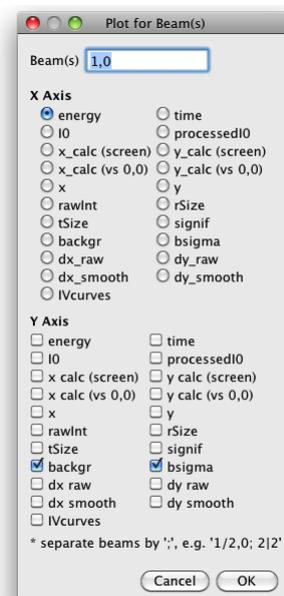 Plot for Beam(s)
Beam(s) 1,0
X Axis
energy time
I0 processedI0
x_calc (screen) y_calc (screen)
x_calc (vs 0,0) y_calc (vs 0,0)
x y
rawInt rSize
tSize signif
backgr bsigma
dx_raw dy_raw
dx_smooth dy_smooth
IVcurves
Y Axis
energy time
I0 processedI0
x calc (screen) y calc (screen)
x calc (vs 0,0) y calc (vs 0,0)
x y
rawInt rSize
tSize signif
backgr bsigma
dx raw dy raw
dx smooth dy smooth
IVcurves
* separate beams by ';', e.g. '1/2,0; 2|2'
Cancel OK